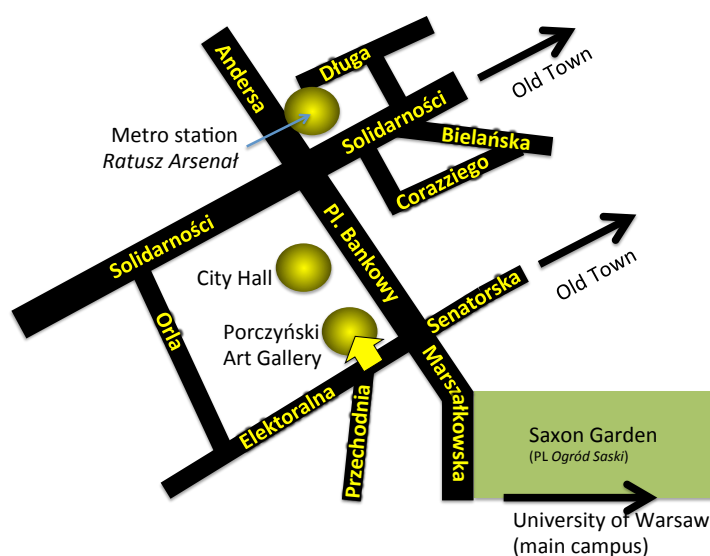 Andersa
Długa
Old Town
Metro station
Ratusz Arsenał
Solidarności
Bielańska
Corazziego
Solidarności
Pl. Bankowy
City Hall
Old Town
Senatorska
Orla
Porczyński
Art Gallery
Marszałkowska
Elektoralna
Przechodnia
Saxon Garden
(PL Ogród Saski)
University of Warsaw
(main campus)